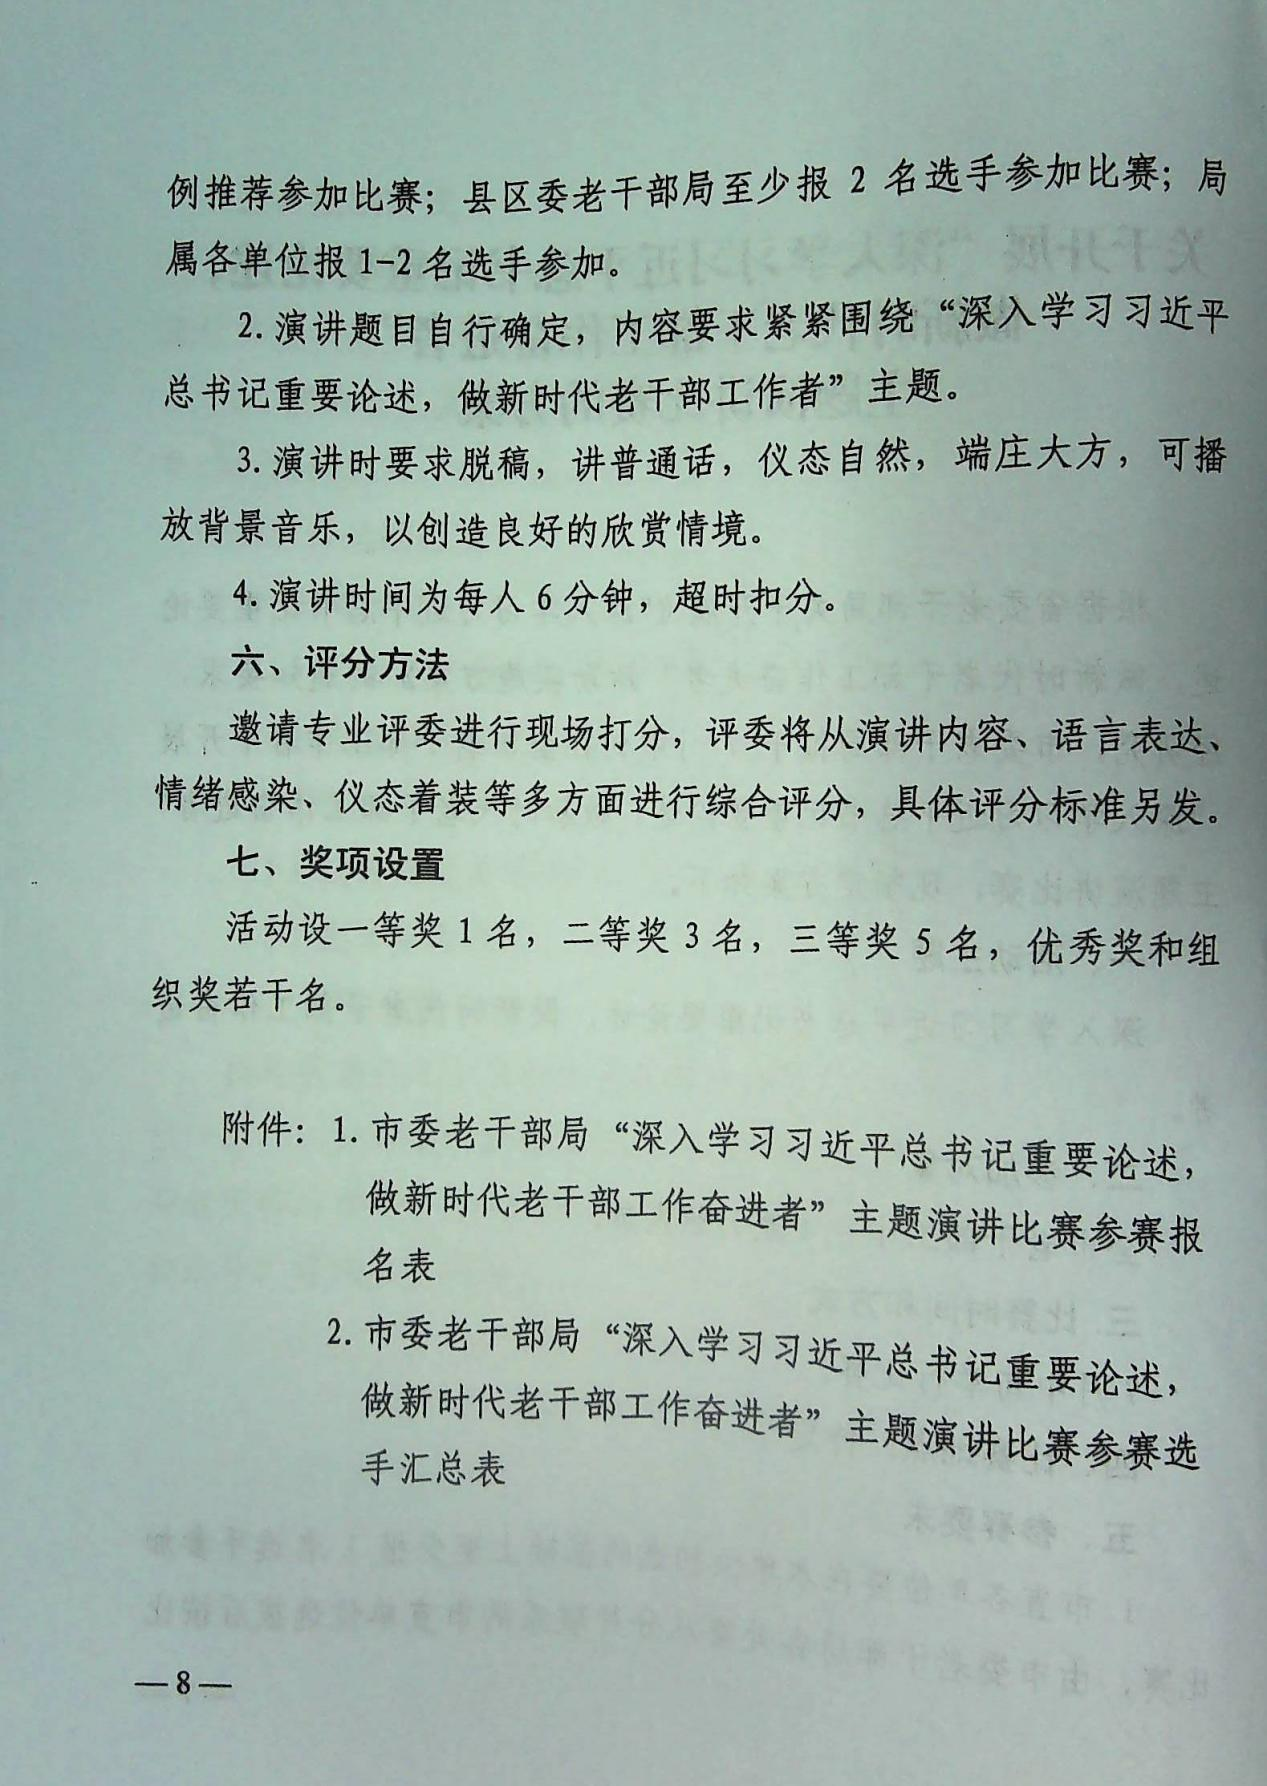 例推荐参加比赛；县区委老干部局至少报 2 名选手参加比赛；局
属各单位报 1-2 名选手参加。
2. 演讲题目自行确定，内容要求紧紧围绕“深入学习习近平
总书记重要论述，做新时代老干部工作者”主题。
3. 演讲时要求脱稿，讲普通话，仪态自然，端庄大方，可播
放背景音乐，以创造良好的欣赏情境。
4. 演讲时间为每人 6 分钟，超时扣分。
六、评分方法
邀请专业评委进行现场打分，评委将从演讲内容、语言表达、
情绪感染、仪态着装等多方面进行综合评分，具体评分标准另发。
七、奖项设置
活动设一等奖 1 名，二等奖 3 名，三等奖 5 名，优秀奖和组
织奖若干名。
附件：1. 市委老干部局“深入学习习近平总书记重要论述，
做新时代老干部工作奋进者”主题演讲比赛参赛报
名表
2. 市委老干部局“深入学习习近平总书记重要论述，
做新时代老干部工作奋进者”主题演讲比赛参赛选
手汇总表
—8—